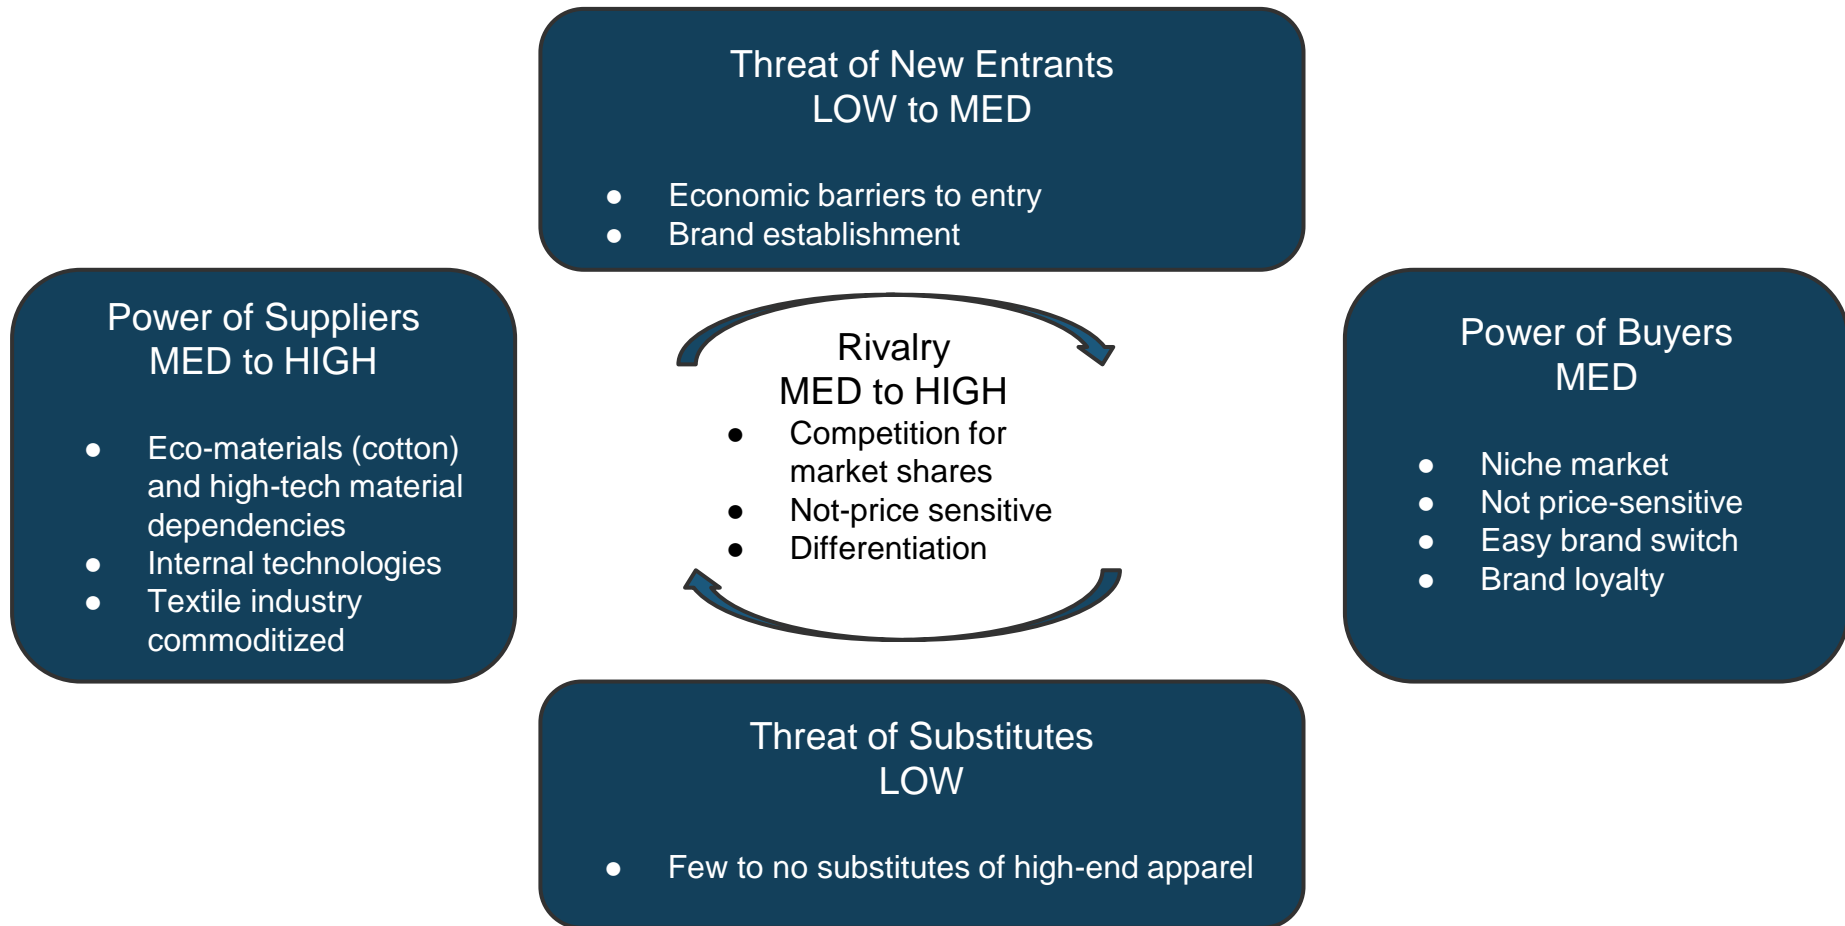 Threat of New Entrants
LOW to MED
● Economic barriers to entry
● Brand establishment
Power of Suppliers
MED to HIGH
● Eco-materials (cotton)
and high-tech material
dependencies
● Internal technologies
● Textile industry
commoditized
Rivalry
MED to HIGH
● Competition for
market shares
● Not-price sensitive
● Differentiation
Power of Buyers
MED
● Niche market
● Not price-sensitive
● Easy brand switch
● Brand loyalty
Threat of Substitutes
LOW
● Few to no substitutes of high-end apparel